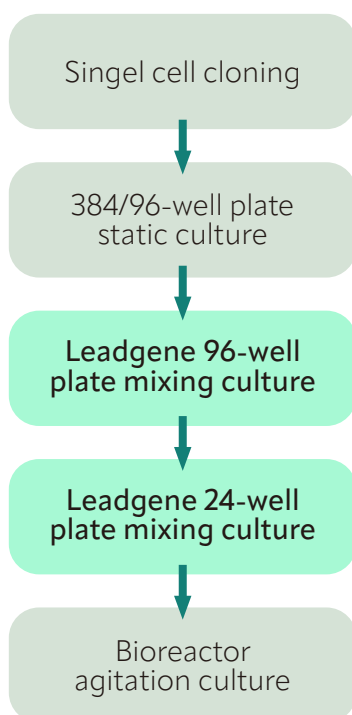 Singel cell cloning
384/96-well plate
static culture
Leadgene 96-well
plate mixing culture
Leadgene 24-well
plate mixing culture
Bioreactor
agitation culture